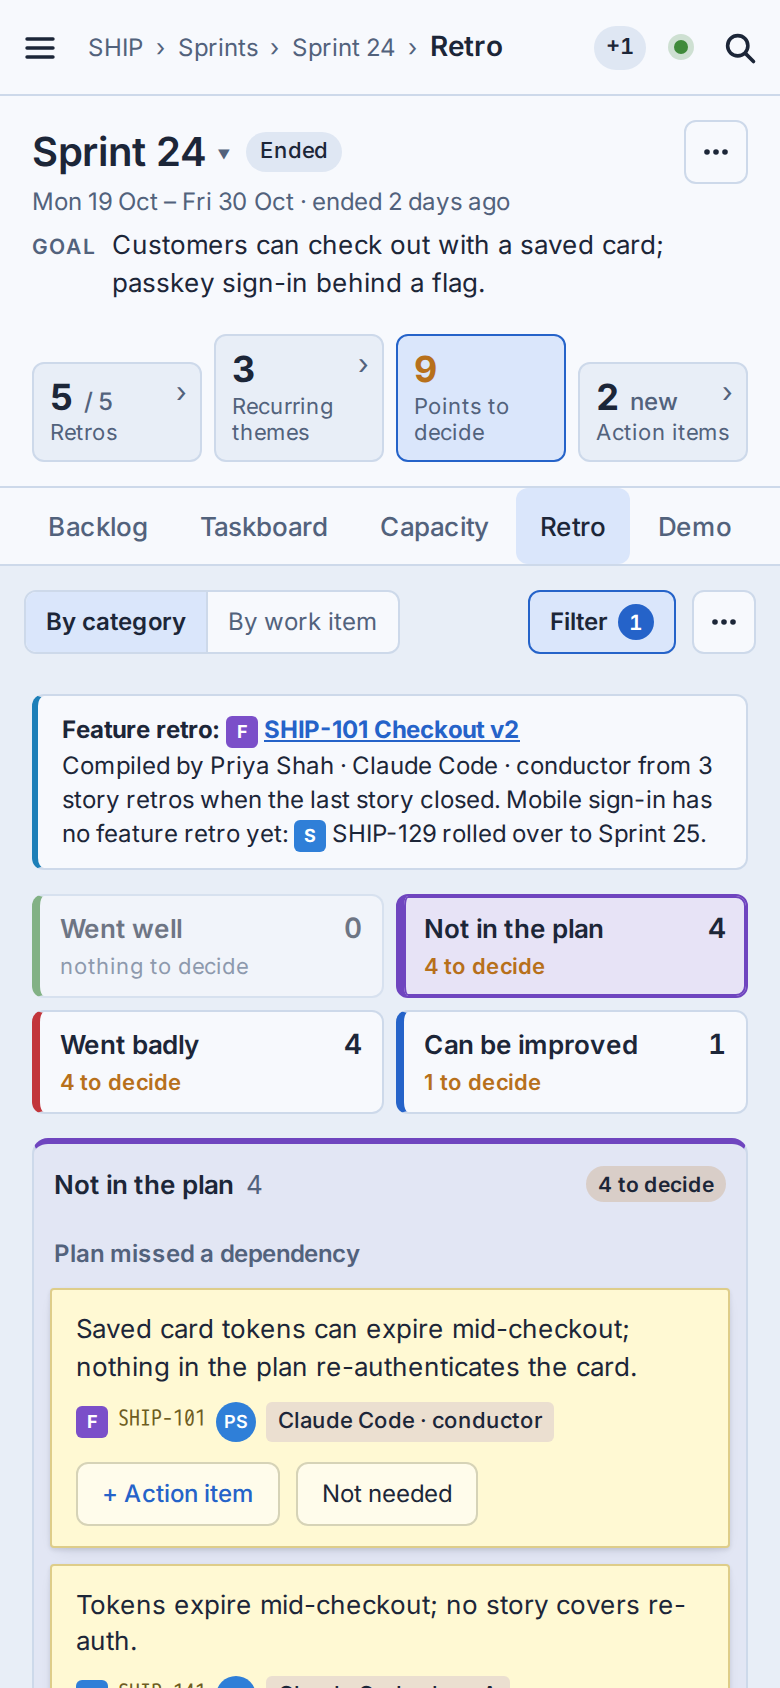 SHIP › Sprints › Sprint 24 › Retro +1
Sprint 24 ▾ Ended •••
Mon 19 Oct – Fri 30 Oct · ended 2 days ago
GOAL Customers can check out with a saved card;
passkey sign-in behind a flag.
5 / 5 ›
Retros
3 ›
Recurring
themes
9
Points to
decide
2 new ›
Action items
Backlog Taskboard Capacity Retro Demo
By category By work item Filter 1 •••
Feature retro: F SHIP-101 Checkout v2
Compiled by Priya Shah · Claude Code · conductor from 3
story retros when the last story closed. Mobile sign-in has
no feature retro yet: S SHIP-129 rolled over to Sprint 25.
Went well 0
nothing to decide
Not in the plan 4
4 to decide
Went badly 4
4 to decide
Can be improved 1
1 to decide
Not in the plan 4 4 to decide
Plan missed a dependency
Saved card tokens can expire mid-checkout;
nothing in the plan re-authenticates the card.
F SHIP-101 PS Claude Code · conductor
+ Action item Not needed
Tokens expire mid-checkout; no story covers re-
auth.